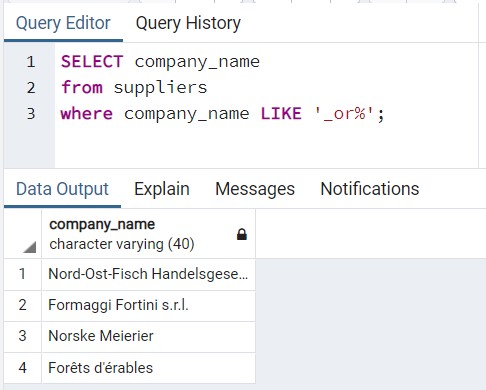 Query Editor Query History
1 SELECT company_name
2 from suppliers
3 where company_name LIKE '_or%';
Data Output Explain Messages Notifications
company_name
character varying (40)
1 Nord-Ost-Fisch Handelsgese...
2 Formaggi Fortini s.r.l.
3 Norske Meierier
4 Forêts d'érables